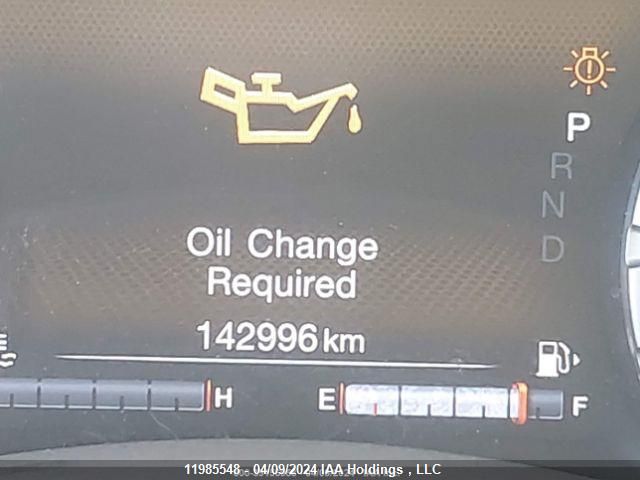 P
R
N
D
Oil Change
Required
142996 km
H
E
F
11985548 - 04/09/2024 IAA Holdings , LLC